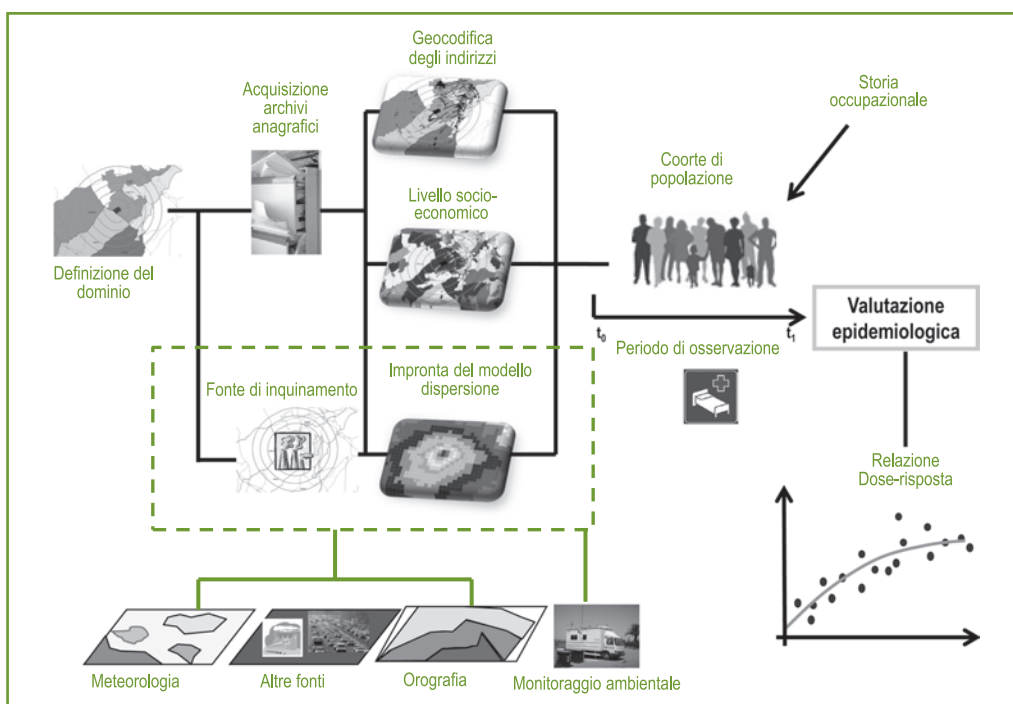 Geocodifica
degli indirizzi
Acquisizione
archivi
anagrafici
Storia
occupazionale
Coorte di
popolazione
Livello socio-
economico
Definizione del
dominio
t0
t1
Valutazione
epidemiologica
Periodo di osservazione
Fonte di inquinamento
Impronta del modello
dispersione
Relazione
Dose-risposta
Meteorologia
Altre fonti
Orografia
Monitoraggio ambientale